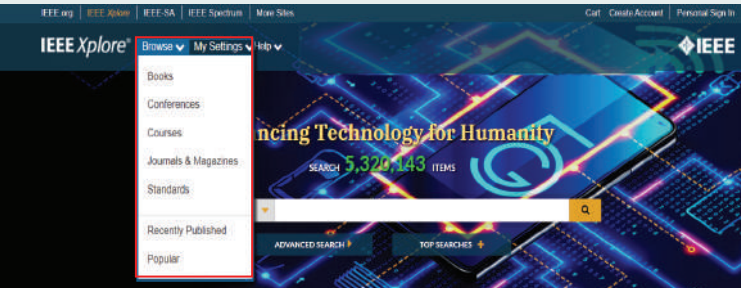 IEEE.org IEEE Xplore IEEE-SA IEEE Spectrum More Sites Cart Create Account Personal Sign In
IEEE Xplore® Browse My Settings Help IEEE
Books
Conferences
Courses
Journals & Magazines
Standards
Recently Published
Popular
ncing Technology for Humanity
SEARCH 5,320,143 ITEMS
ADVANCED SEARCH TOP SEARCHES +